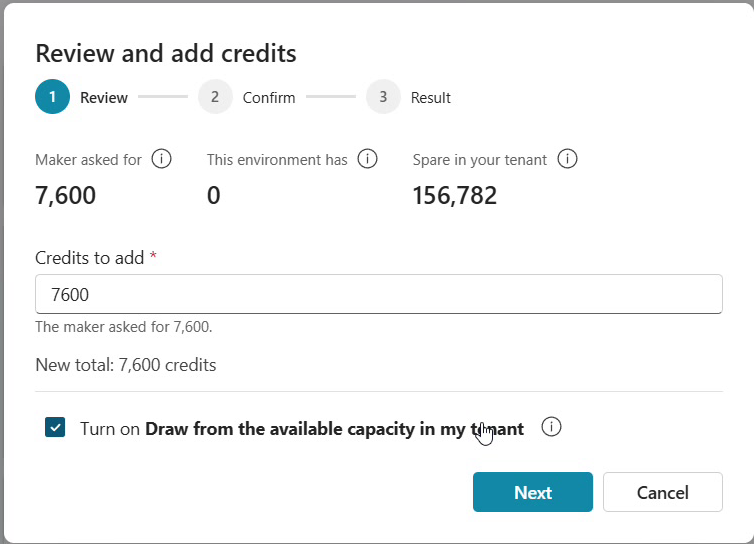 Review and add credits
1 Review 2 Confirm 3 Result
Maker asked for This environment has Spare in your tenant
7,600 0 156,782
Credits to add *
7600
The maker asked for 7,600.
New total: 7,600 credits
Turn on Draw from the available capacity in my tenant
Next Cancel